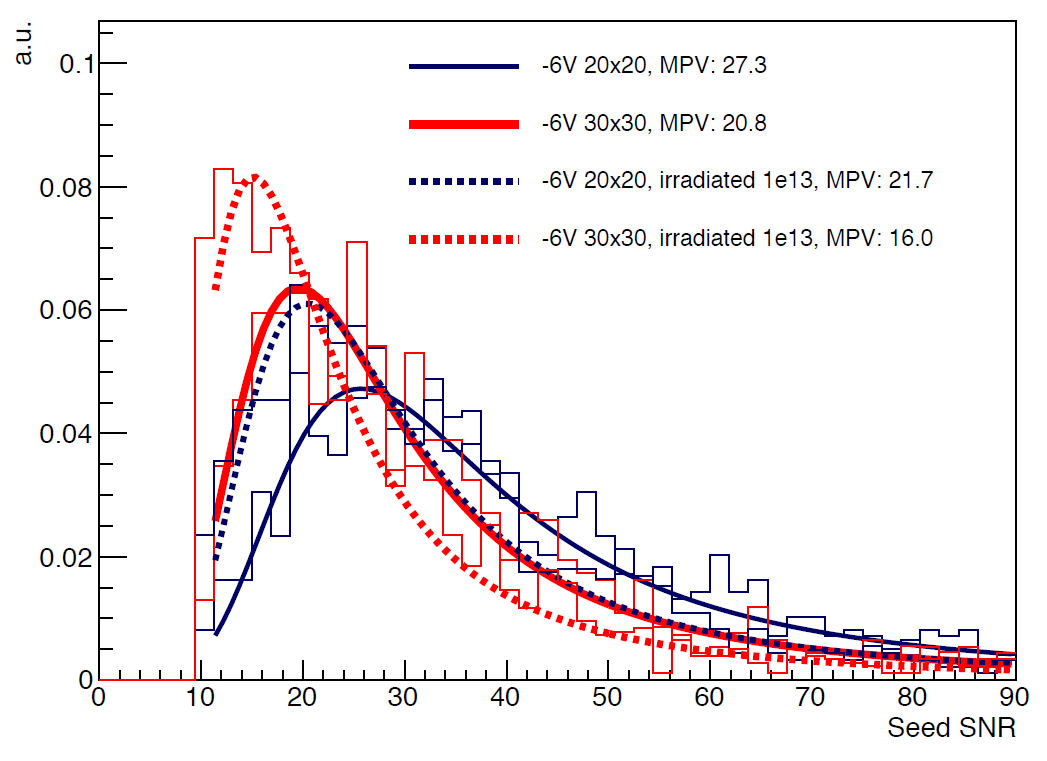 a.u.
0.1
0.08
0.06
0.04
0.02
0
-6V 20x20, MPV: 27.3
-6V 30x30, MPV: 20.8
-6V 20x20, irradiated 1e13, MPV: 21.7
-6V 30x30, irradiated 1e13, MPV: 16.0
0 10 20 30 40 50 60 70 80 90
Seed SNR